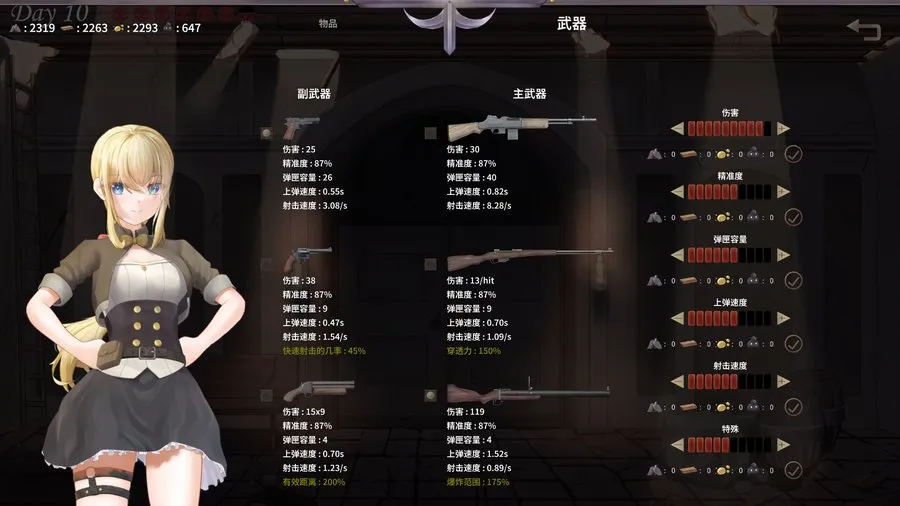 Day 10
: 2319 : 2263 : 2293 : 647
物品
武器
副武器
伤害 : 25
精准度 : 87%
弹匣容量 : 26
上弹速度 : 0.55s
射击速度 : 3.08/s
伤害 : 38
精准度 : 87%
弹匣容量 : 9
上弹速度 : 0.47s
射击速度 : 1.54/s
快速射击的几率 : 45%
伤害 : 15x9
精准度 : 87%
弹匣容量 : 4
上弹速度 : 0.70s
射击速度 : 1.23/s
有效距离 : 200%
主武器
伤害 : 30
精准度 : 87%
弹匣容量 : 40
上弹速度 : 0.82s
射击速度 : 8.28/s
伤害 : 13/hit
精准度 : 87%
弹匣容量 : 9
上弹速度 : 0.70s
射击速度 : 1.09/s
穿透力 : 150%
伤害 : 119
精准度 : 87%
弹匣容量 : 4
上弹速度 : 1.52s
射击速度 : 0.89/s
爆炸范围 : 175%
伤害
: 0 : 0 : 0 : 0
精准度
: 0 : 0 : 0 : 0
弹匣容量
: 0 : 0 : 0 : 0
上弹速度
: 0 : 0 : 0 : 0
射击速度
: 0 : 0 : 0 : 0
特殊
: 0 : 0 : 0 : 0